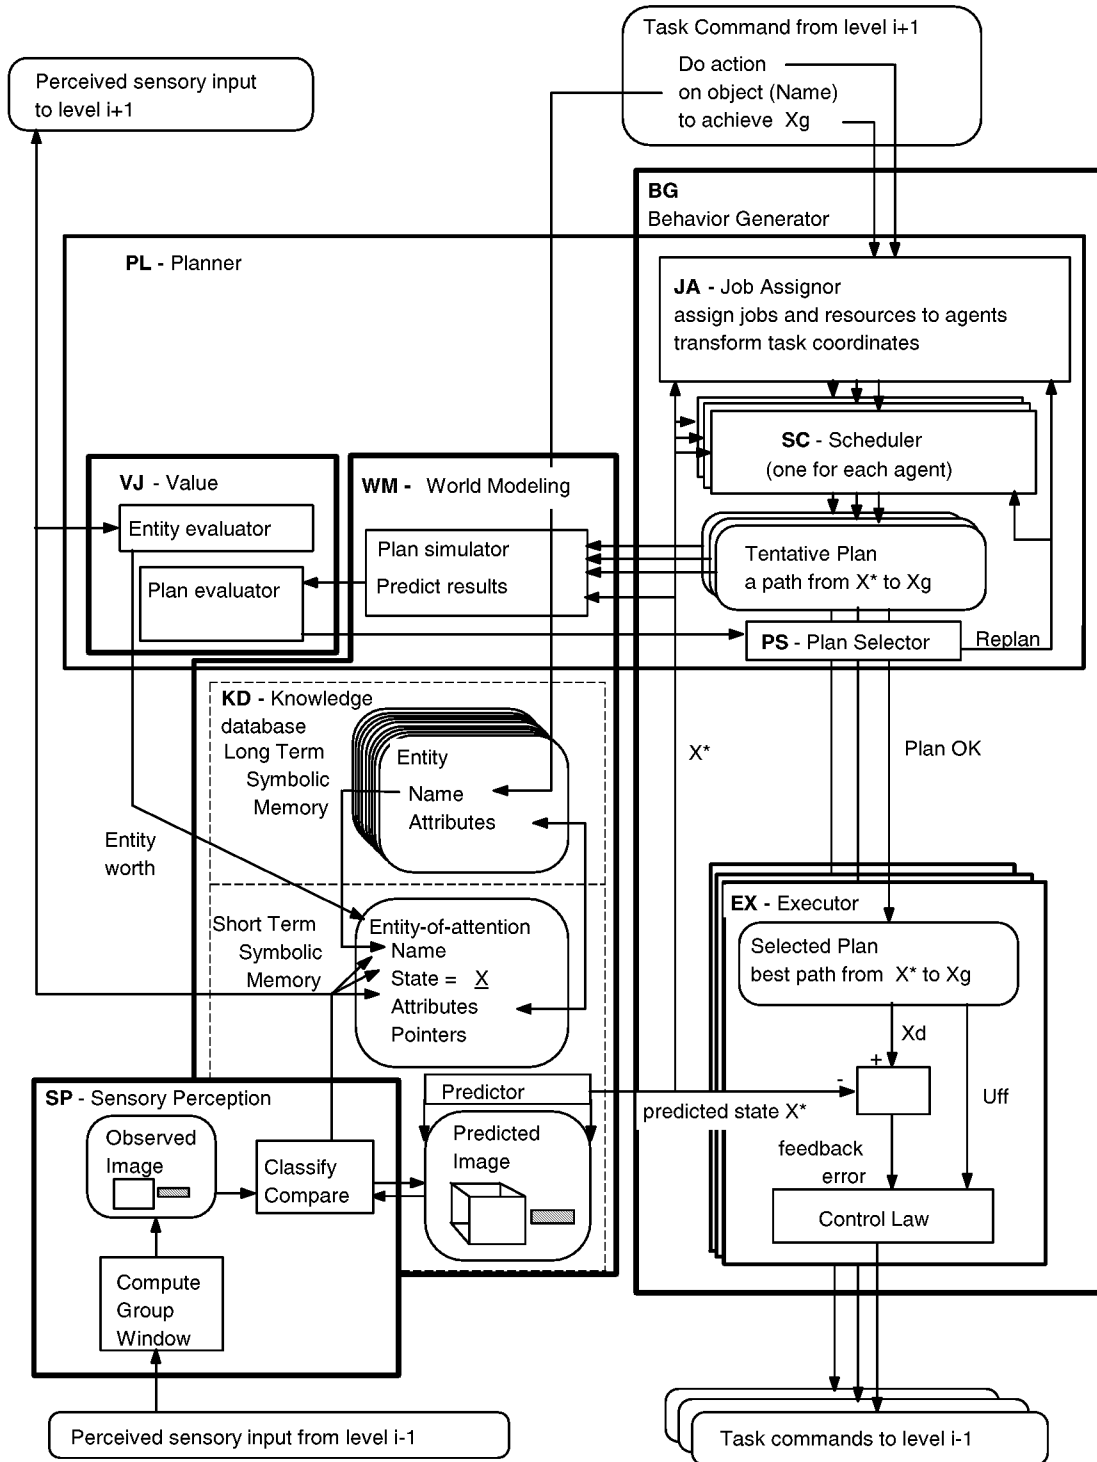 Task Command from level i+1
Do action
on object (Name)
to achieve Xg
Perceived sensory input
to level i+1
BG
Behavior Generator
PL - Planner
JA - Job Assignor
assign jobs and resources to agents
transform task coordinates
SC - Scheduler
(one for each agent)
VJ - Value
Entity evaluator
Plan evaluator
WM - World Modeling
Plan simulator
Predict results
Tentative Plan
a path from X* to Xg
PS - Plan Selector
Replan
KD - Knowledge
database
Long Term
Symbolic
Memory
Entity
Name
Attributes
X*
Plan OK
Entity
worth
Short Term
Symbolic
Memory
Entity-of-attention
Name
State = X
Attributes
Pointers
EX - Executor
Selected Plan
best path from X* to Xg
Xd
+
-
Uff
predicted state X*
feedback
error
Control Law
SP - Sensory Perception
Observed
Image
Classify
Compare
Predictor
Predicted
Image
Compute
Group
Window
Perceived sensory input from level i-1
Task commands to level i-1